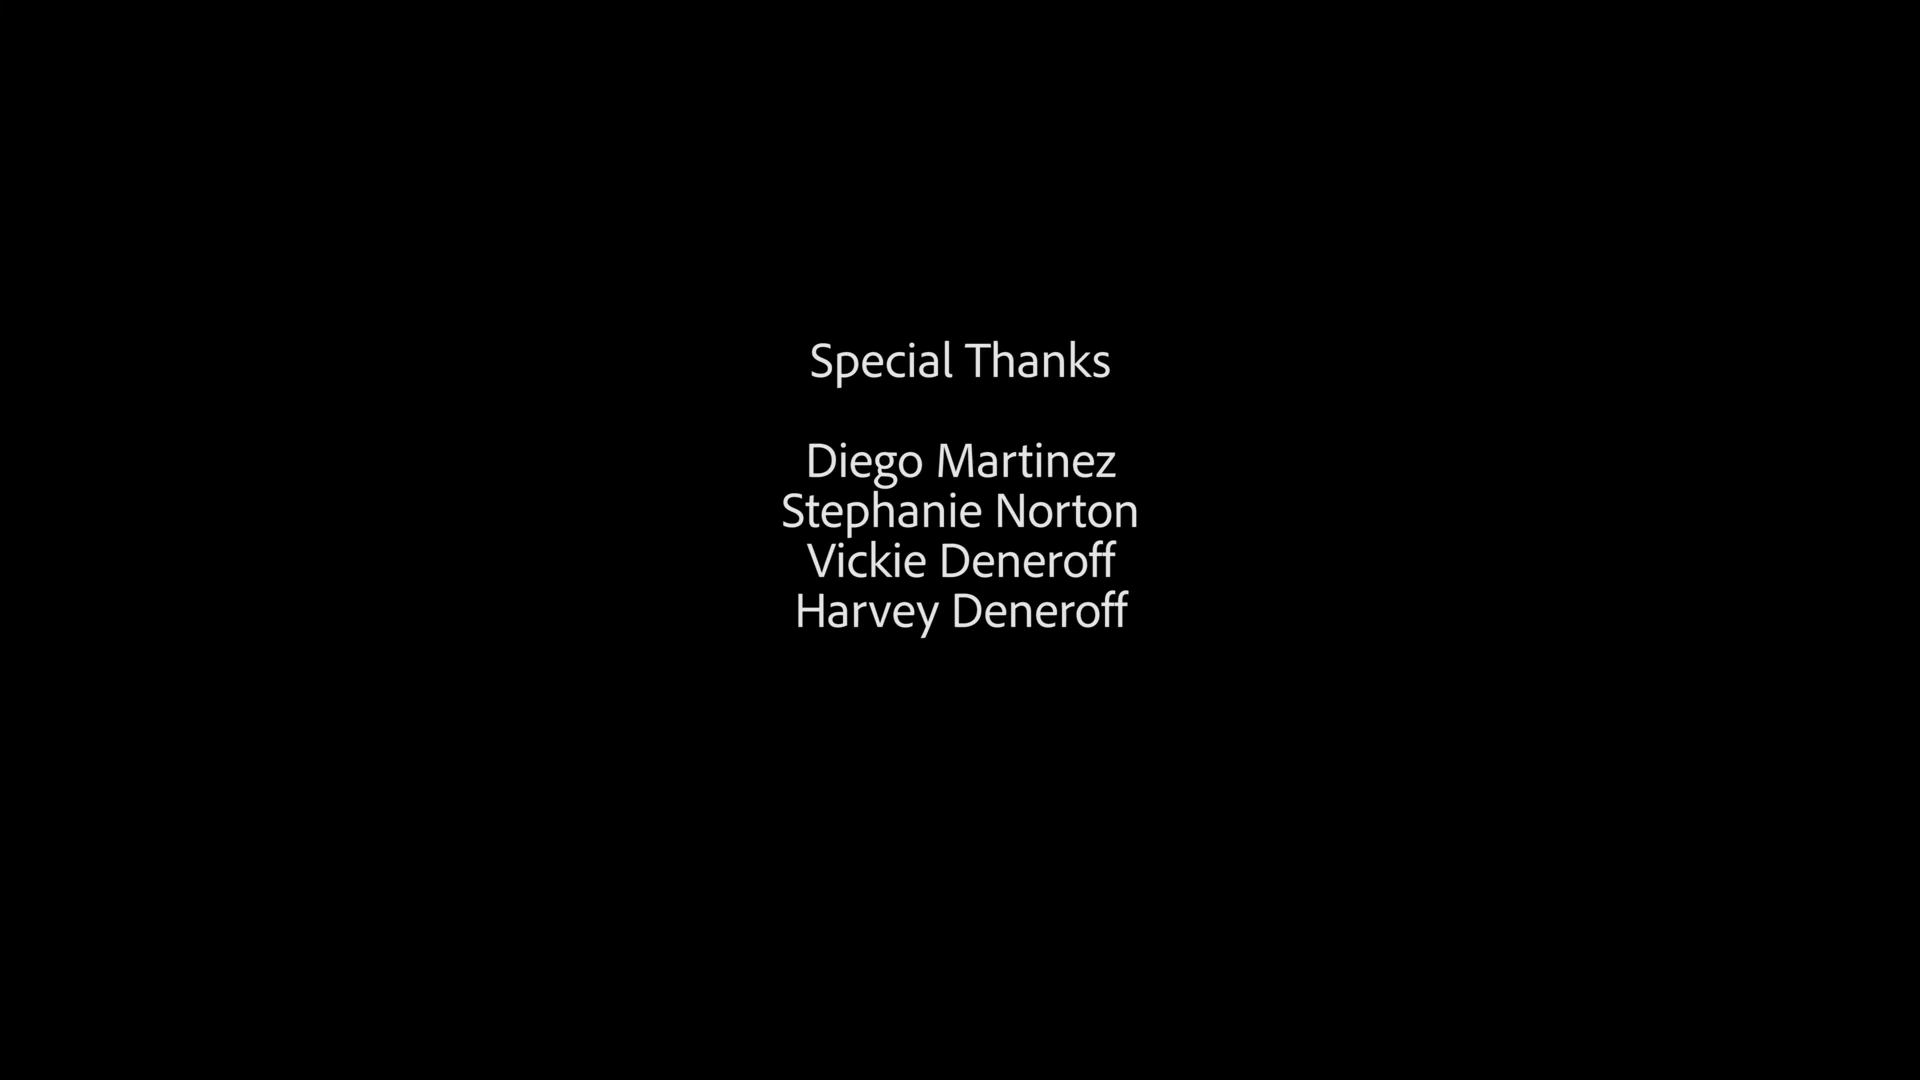 Special Thanks
Diego Martinez
Stephanie Norton
Vickie Deneroff
Harvey Deneroff